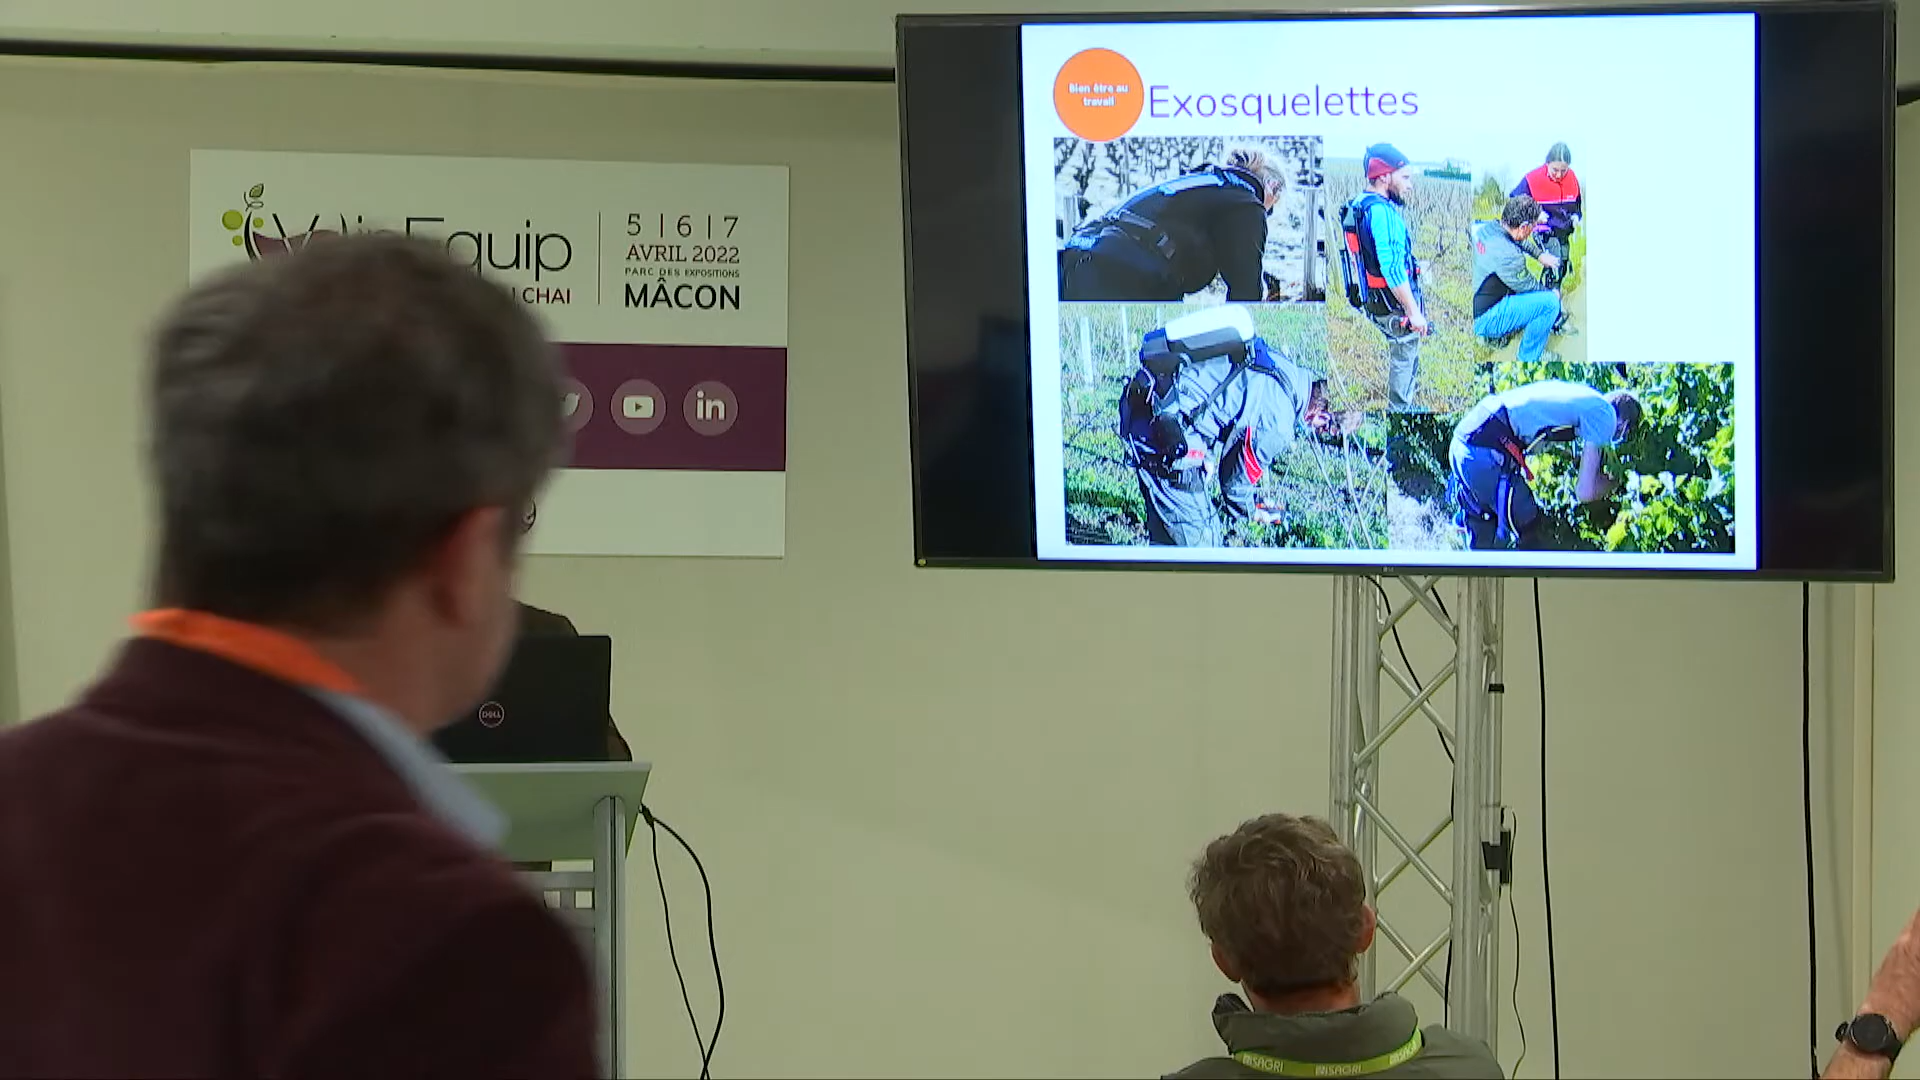 Equip
CHAI
5 | 6 | 7
AVRIL 2022
PARC DES EXPOSITIONS
MÂCON
in
Bien être au
travail
Exosquelettes
DELL
LG
ISAGRI
ISAGRI